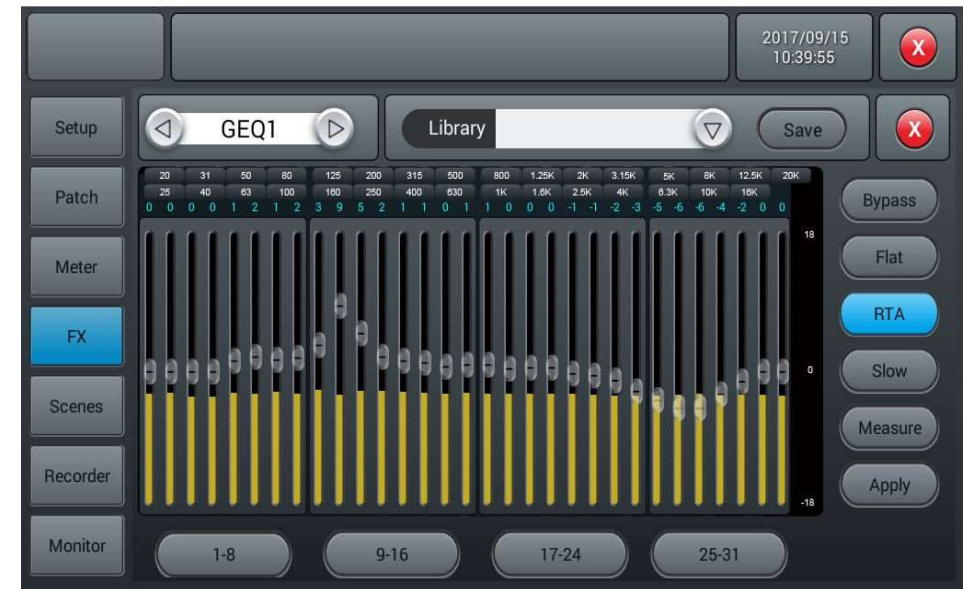 2017/09/15
10:39:55
X
Setup
GEQ1
Library
Save
X
20 31 50 80 125 200 315 500 800 1.25K 2K 3.15K 5K 8K 12.5K 20K
25 40 63 100 160 250 400 630 1K 1.6K 2.5K 4K 6.3K 10K 16K
0 0 0 0 1 2 1 2 3 9 5 2 1 1 0 1 1 0 0 0 -1 -1 -2 -3 -5 -6 -6 -4 -2 0 0
Patch
Bypass
18
Meter
Flat
FX
RTA
0
Slow
Scenes
Measure
Recorder
Apply
-18
Monitor
1-8
9-16
17-24
25-31